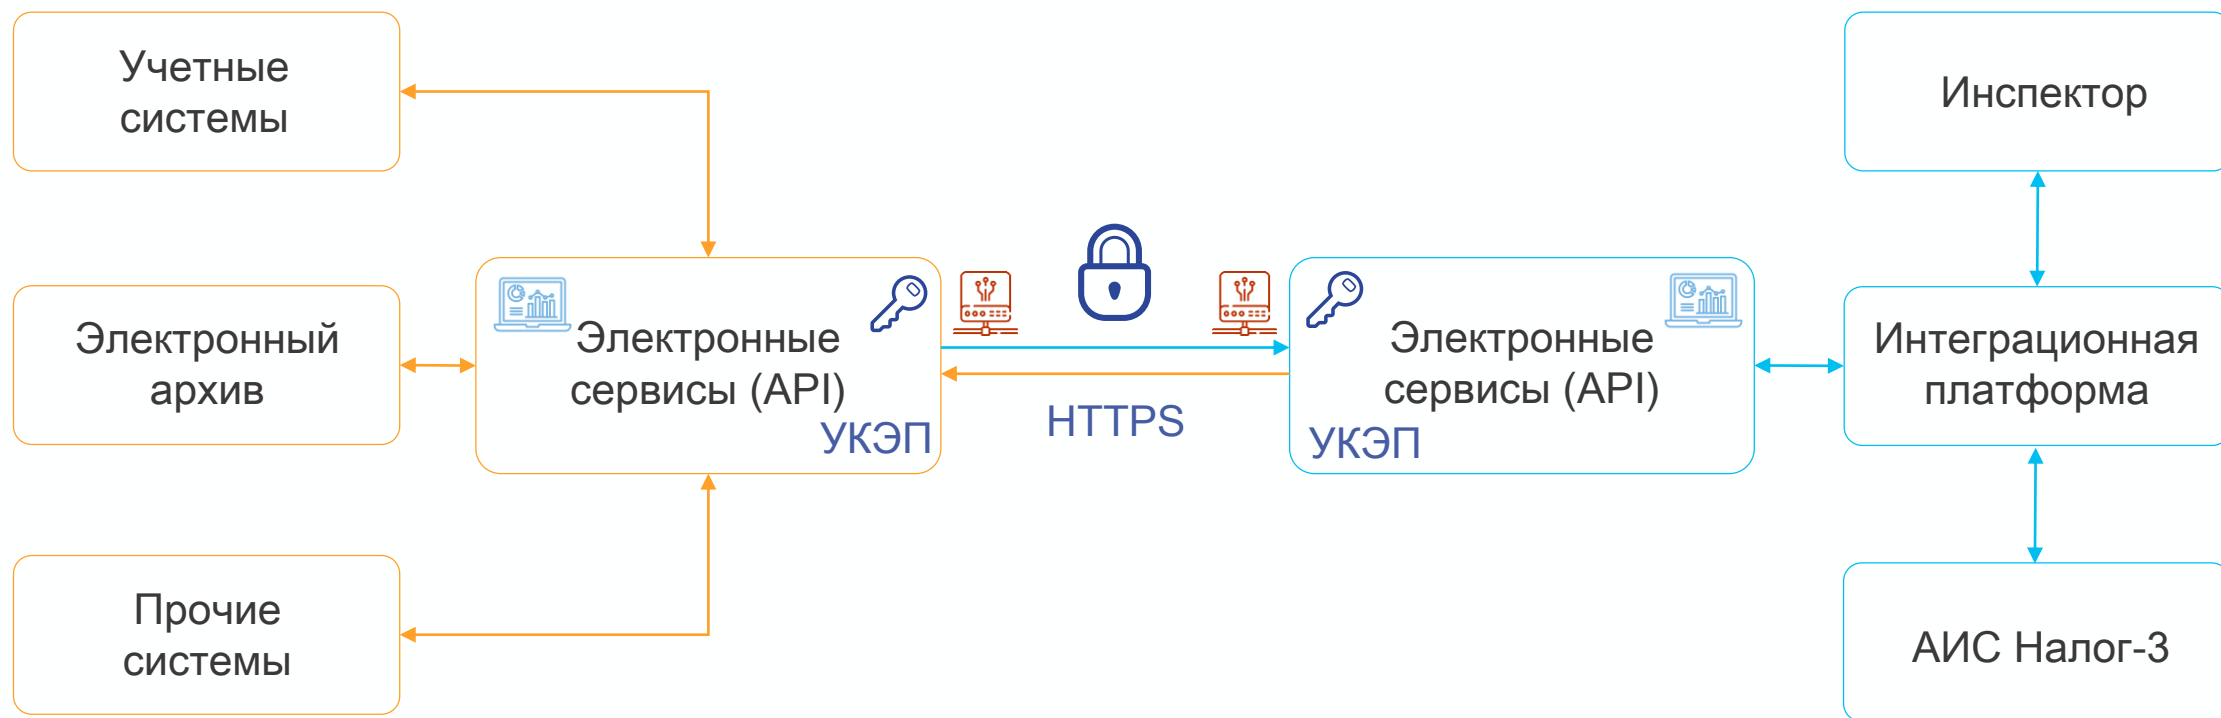 Учетные
системы
Электронный
архив
Прочие
системы
Электронные
сервисы (API)
УКЭП
HTTPS
Электронные
сервисы (API)
УКЭП
Инспектор
Интеграционная
платформа
АИС Налог-3